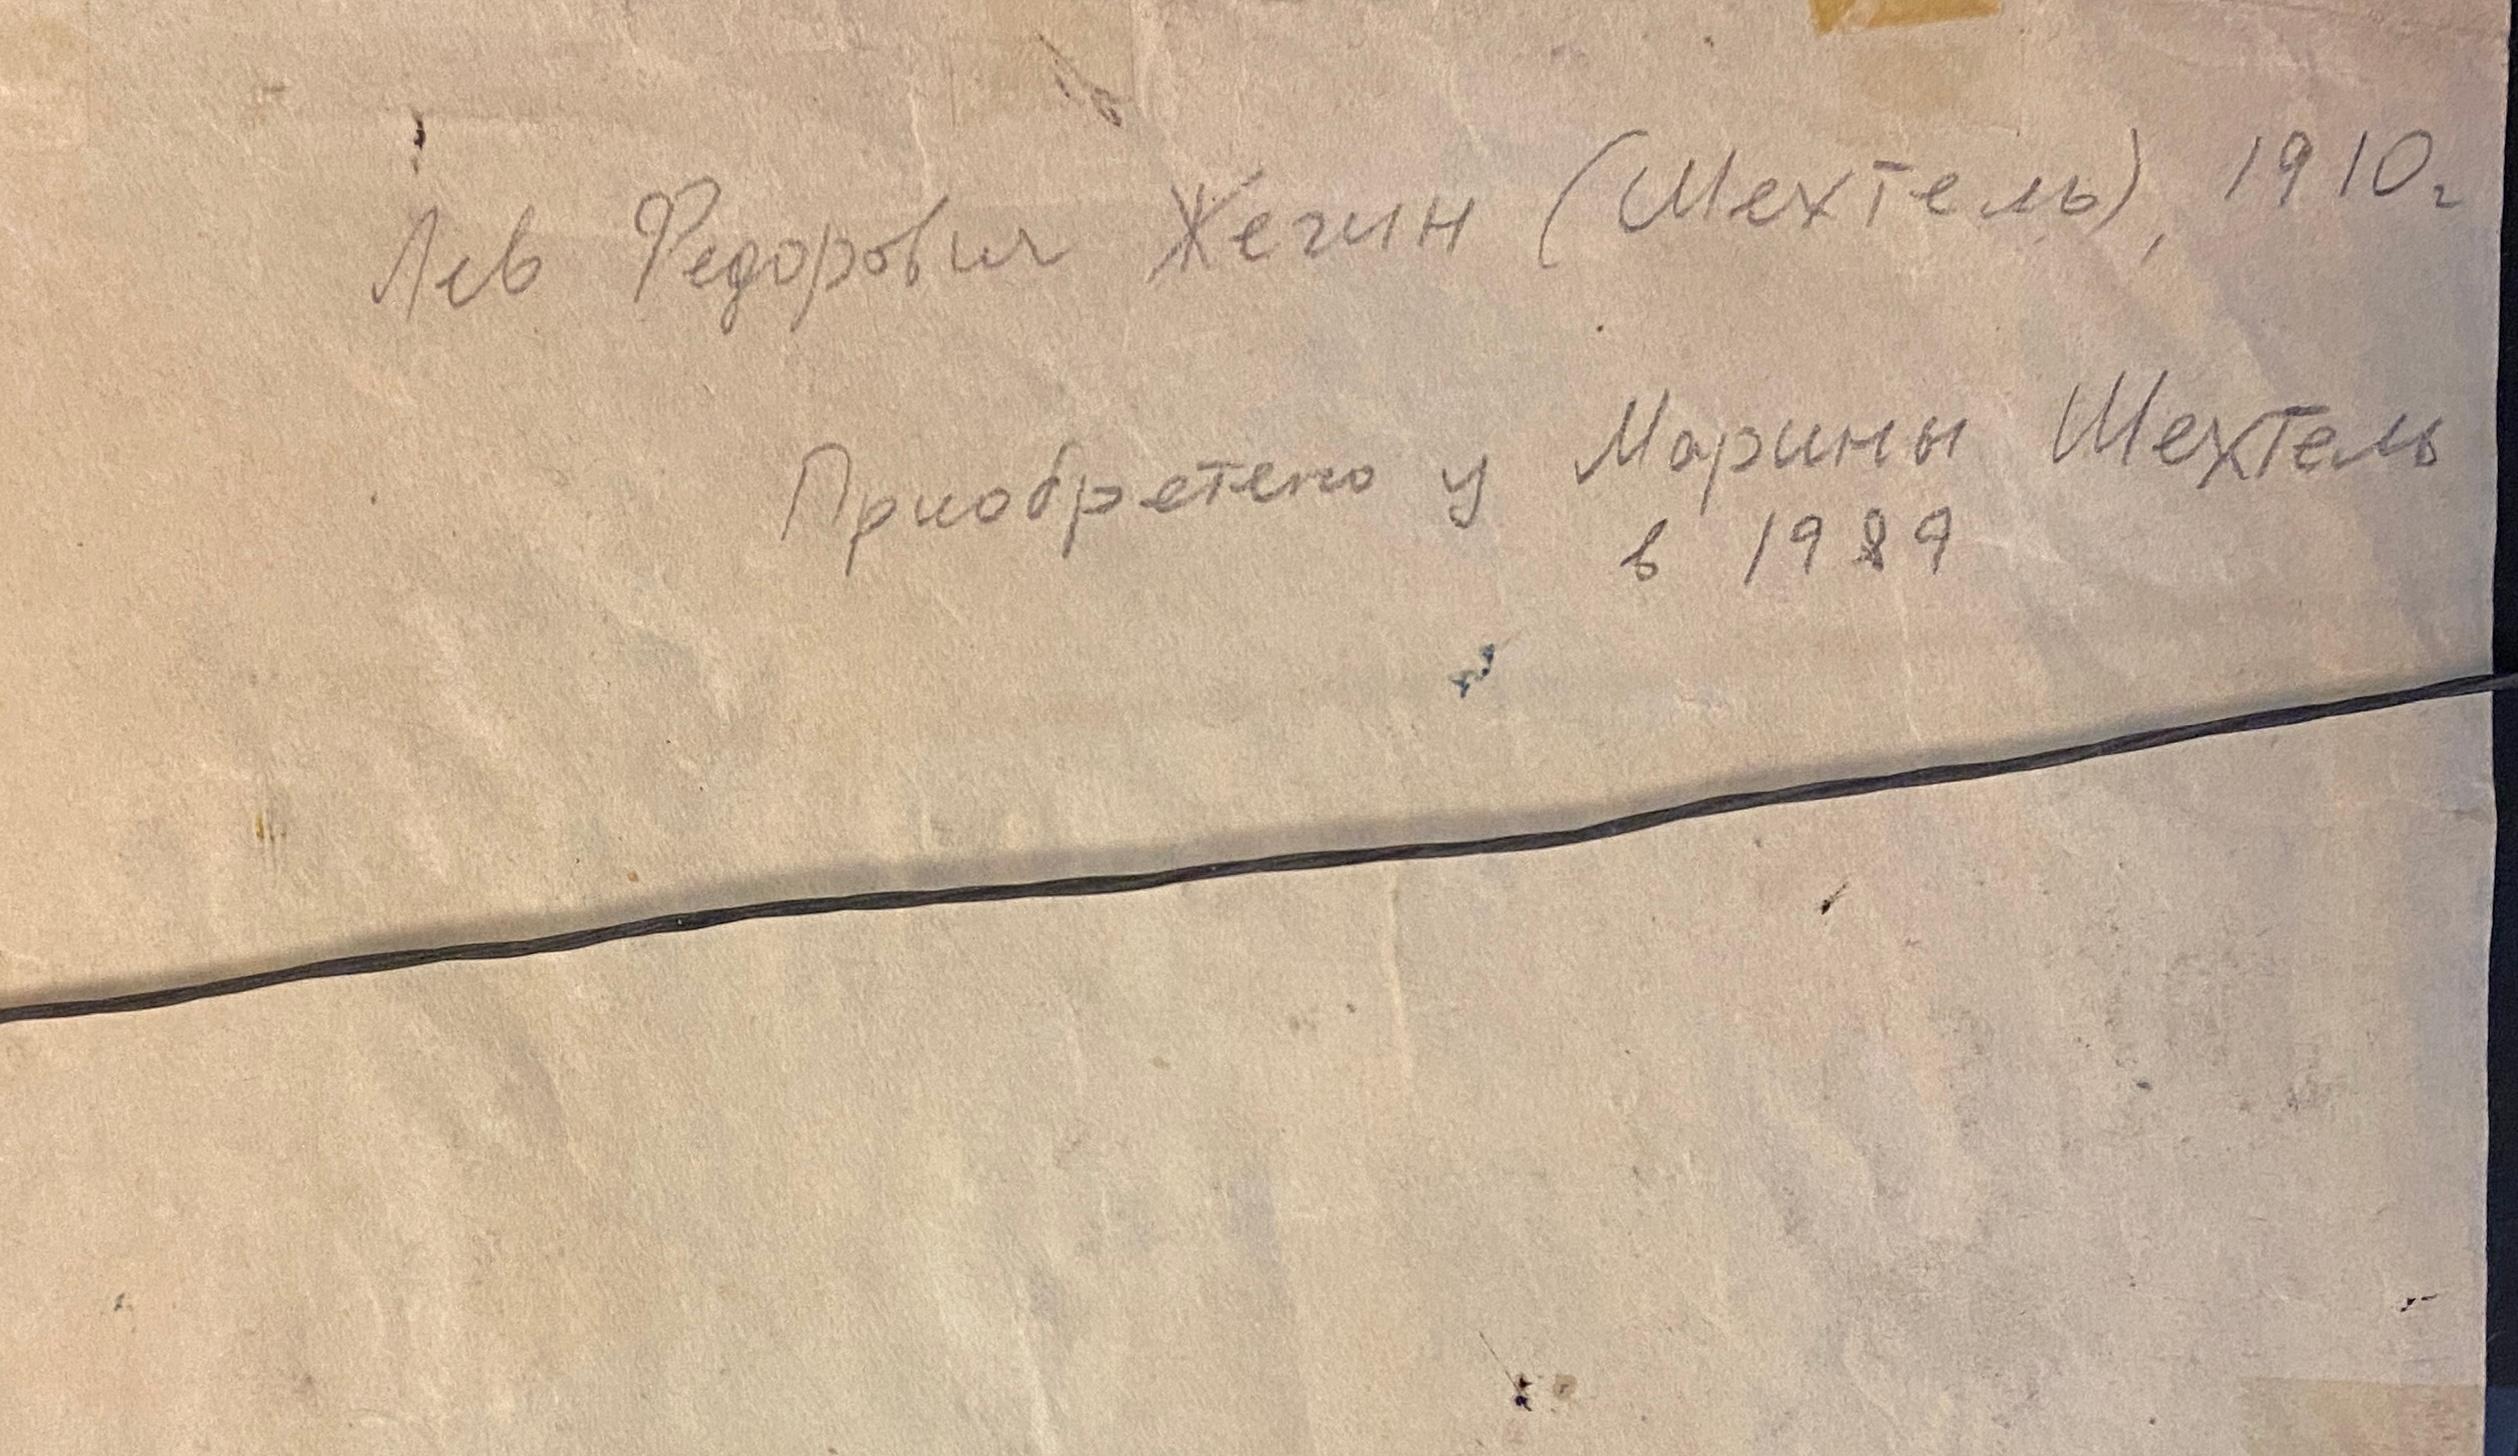 Лев Федорович Жегин (Шехтель), 1910г
Приобретено у Марины Шехтель
в 1989